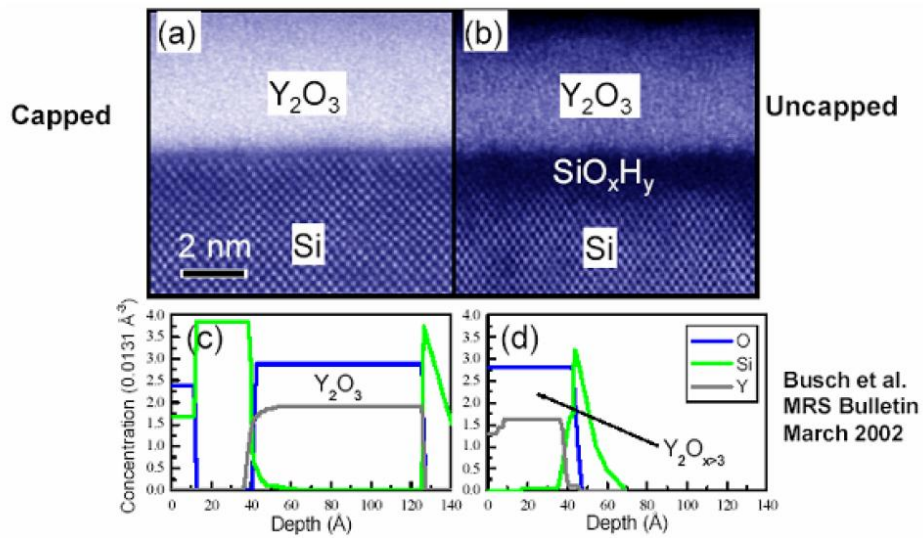 (a)
(b)
Y₂O₃
Y₂O₃
Capped
Uncapped
SiOₓHᵧ
Si
Si
2 nm
Concentration (0.0131 Å⁻³)
4.0
3.5
3.0
2.5
2.0
1.5
1.0
0.5
0.0
(c)
Y₂O₃
0 20 40 60 80 100 120 140
Depth (Å)
4.0
3.5
3.0
2.5
2.0
1.5
1.0
0.5
0.0
(d)
O
Si
Y
Y₂Oₓ>₃
0 20 40 60 80 100 120 140
Depth (Å)
Busch et al.
MRS Bulletin
March 2002